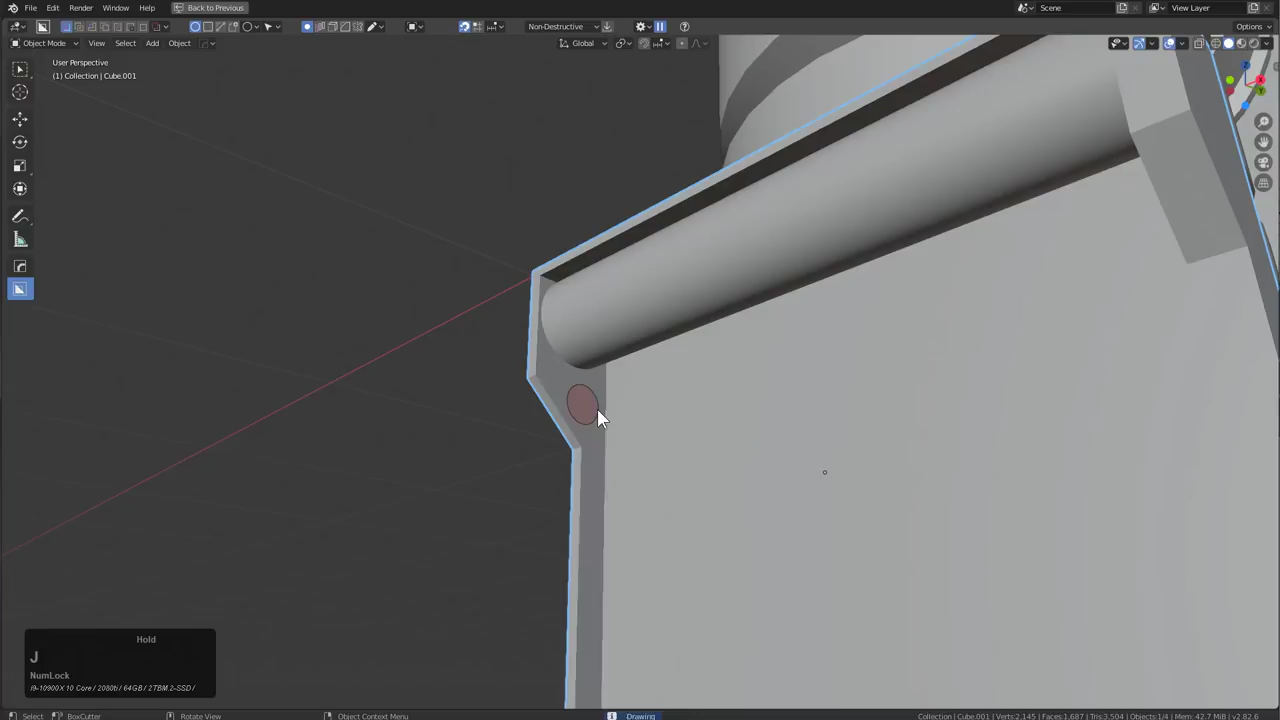 File Edit Render Window Help Back to Previous Scene View Layer
Non-Destructive Options
Object Mode View Select Add Object Global
User Perspective
(1) Collection | Cube.001
Z
X
Y
Hold
J
NumLock
i9-10900X 10 Core / 2080ti / 64GB / 2TBM.2-SSD /
Select BoxCutter Rotate View Object Context Menu Drawing Collection | Cube.001 | Verts:2,145 | Faces:1,687 | Tris:3,504 | Objects:1/4 | Mem: 42.7 MiB | v2.82.6